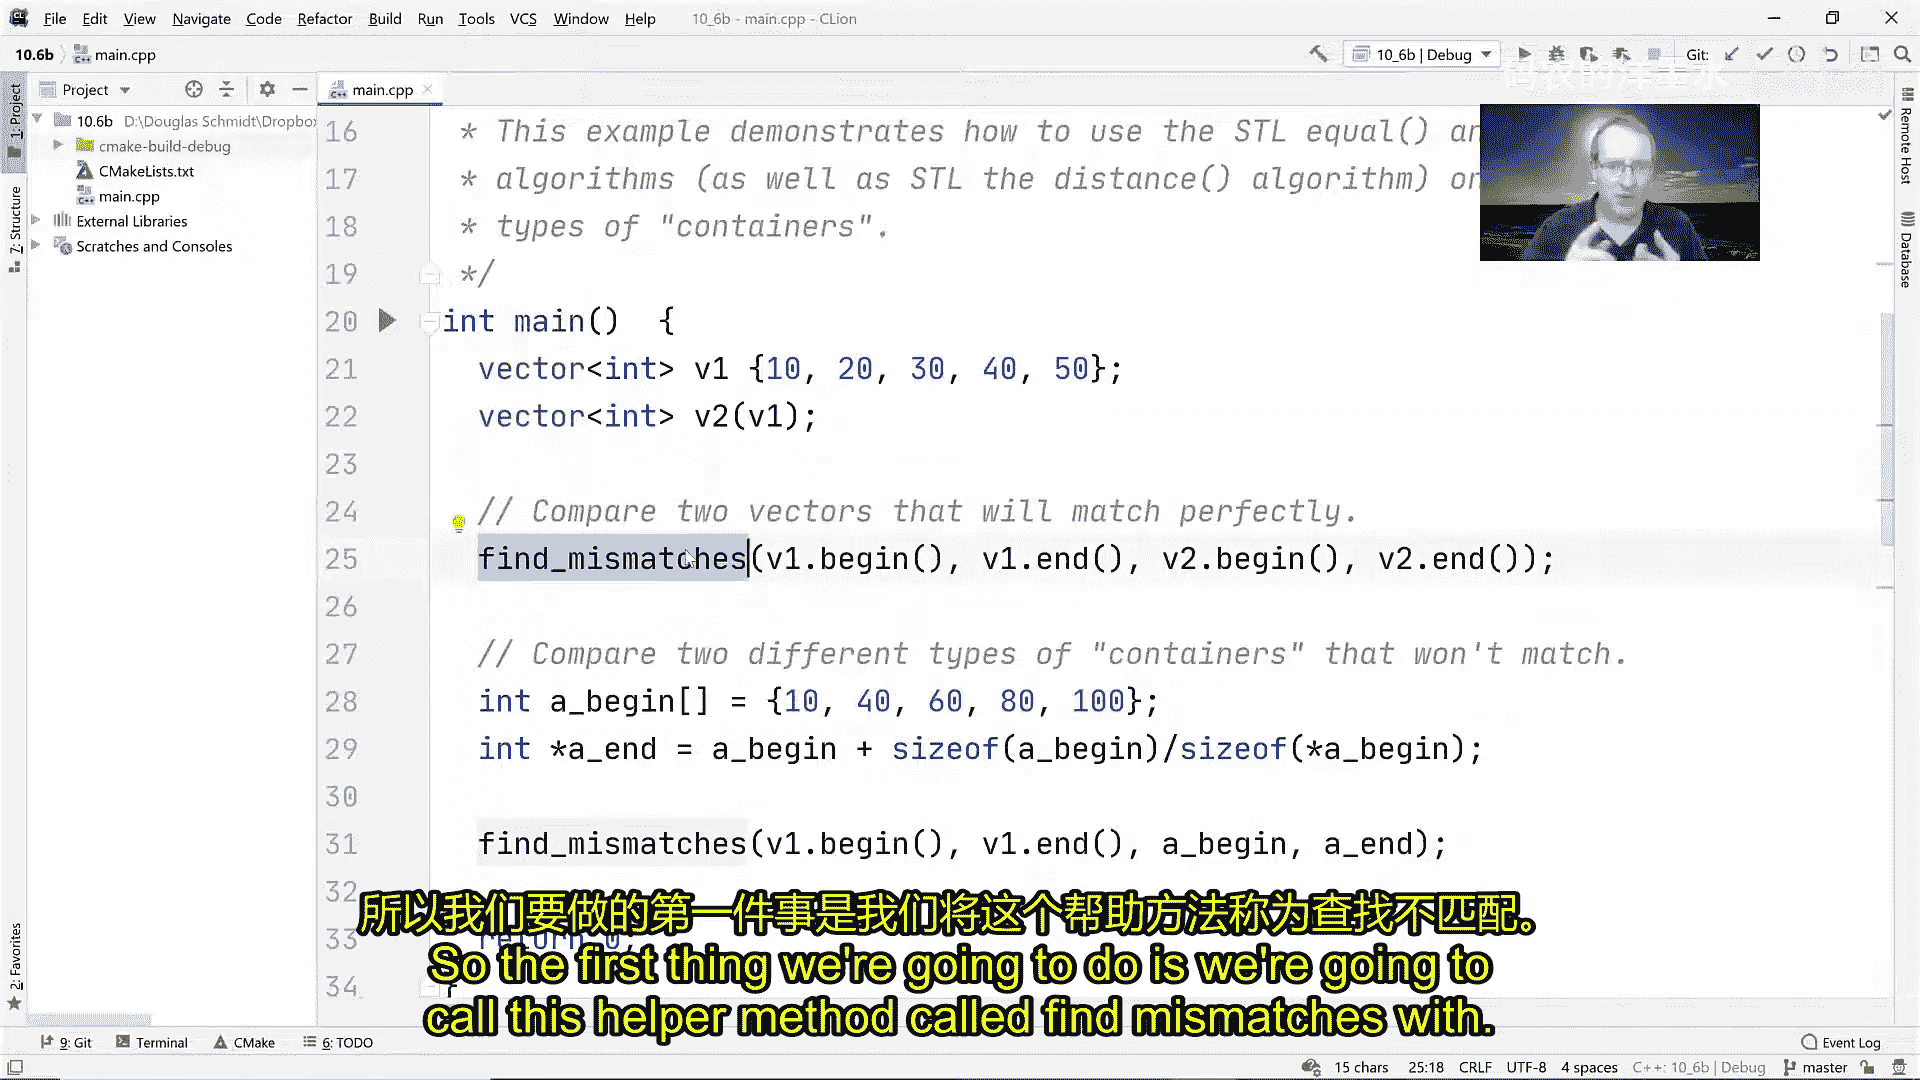 File Edit View Navigate Code Refactor Build Run Tools VCS Window Help 10_6b - main.cpp - CLion
10.6b main.cpp 10_6b | Debug Git:
Project main.cpp
1: Project
7: Structure
2: Favorites
Remote Host
Database
10.6b D:\Douglas Schmidt\Dropbo
cmake-build-debug
CMakeLists.txt
main.cpp
External Libraries
Scratches and Consoles
16 * This example demonstrates how to use the STL equal() an
17 * algorithms (as well as STL the distance() algorithm) on
18 * types of "containers".
19 */
20 int main()  {
21 vector<int> v1 {10, 20, 30, 40, 50};
22 vector<int> v2(v1);
23
24 // Compare two vectors that will match perfectly.
25 find_mismatches(v1.begin(), v1.end(), v2.begin(), v2.end());
26
27 // Compare two different types of "containers" that won't match.
28 int a_begin[] = {10, 40, 60, 80, 100};
29 int *a_end = a_begin + sizeof(a_begin)/sizeof(*a_begin);
30
31 find_mismatches(v1.begin(), v1.end(), a_begin, a_end);
32
33 return 0;
34
所以我们要做的第一件事是我们将这个帮助方法称为查找不匹配。
So the first thing we're going to do is we're going to
call this helper method called find mismatches with.
9: Git Terminal CMake 6: TODO Event Log
15 chars 25:18 CRLF UTF-8 4 spaces C++: 10_6b | Debug master